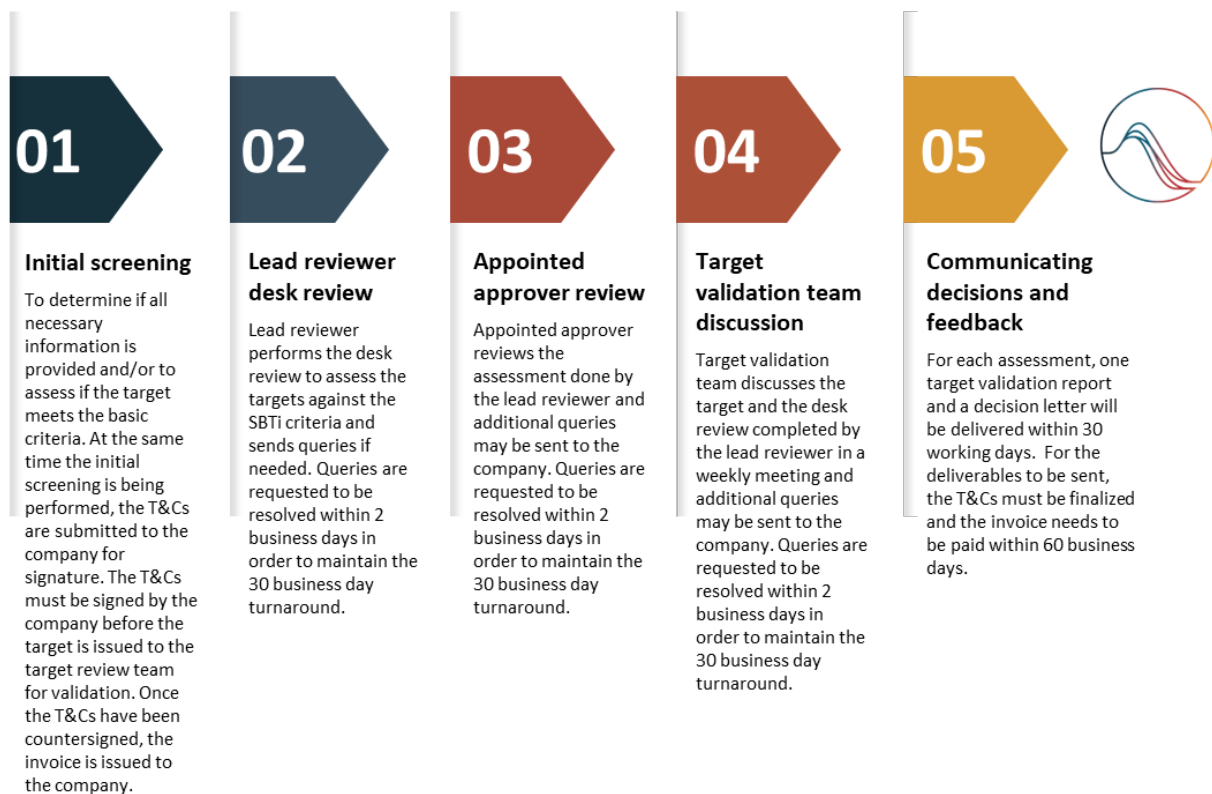 01
Initial screening
To determine if all
necessary
information is
provided and/or to
assess if the target
meets the basic
criteria. At the same
time the initial
screening is being
performed, the T&Cs
are submitted to the
company for
signature. The T&Cs
must be signed by the
company before the
target is issued to the
target review team
for validation. Once
the T&Cs have been
countersigned, the
invoice is issued to
the company.
02
Lead reviewer
desk review
Lead reviewer
performs the desk
review to assess the
targets against the
SBTi criteria and
sends queries if
needed. Queries are
requested to be
resolved within 2
business days in
order to maintain the
30 business day
turnaround.
03
Appointed
approver review
Appointed approver
reviews the
assessment done by
the lead reviewer and
additional queries
may be sent to the
company. Queries are
requested to be
resolved within 2
business days in
order to maintain the
30 business day
turnaround.
04
Target
validation team
discussion
Target validation
team discusses the
target and the desk
review completed by
the lead reviewer in a
weekly meeting and
additional queries
may be sent to the
company. Queries are
requested to be
resolved within 2
business days in
order to maintain the
30 business day
turnaround.
05
Communicating
decisions and
feedback
For each assessment, one
target validation report
and a decision letter will
be delivered within 30
working days.  For the
deliverables to be sent,
the T&Cs must be finalized
and the invoice needs to
be paid within 60 business
days.